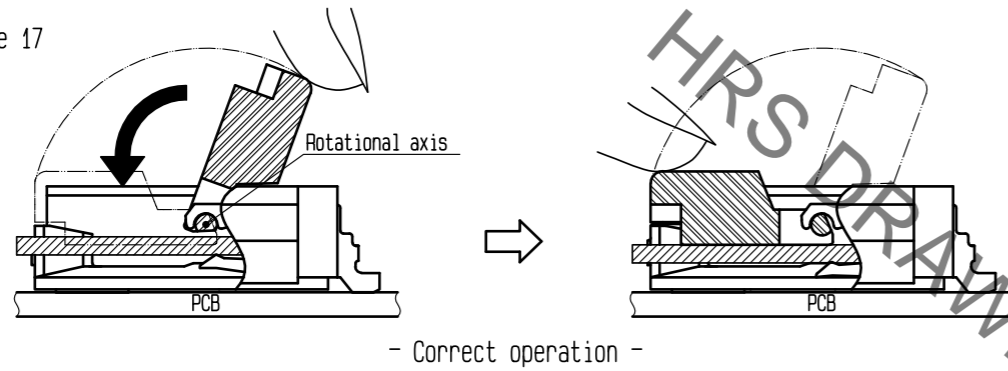 e 17
Rotational axis
PCB
PCB
- Correct operation -
HRS DRAW